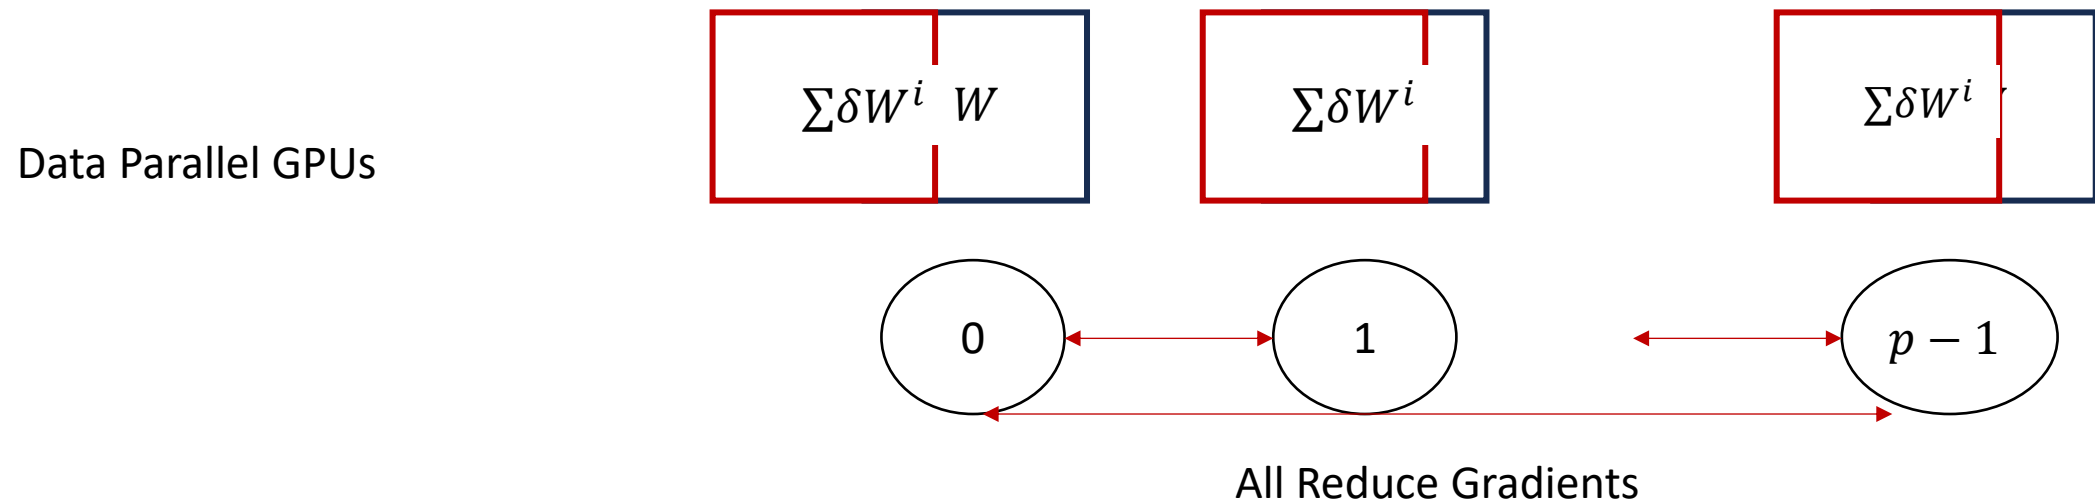 ∑δW^i W
∑δW^i
∑δW^i
Data Parallel GPUs
0
1
p − 1
All Reduce Gradients